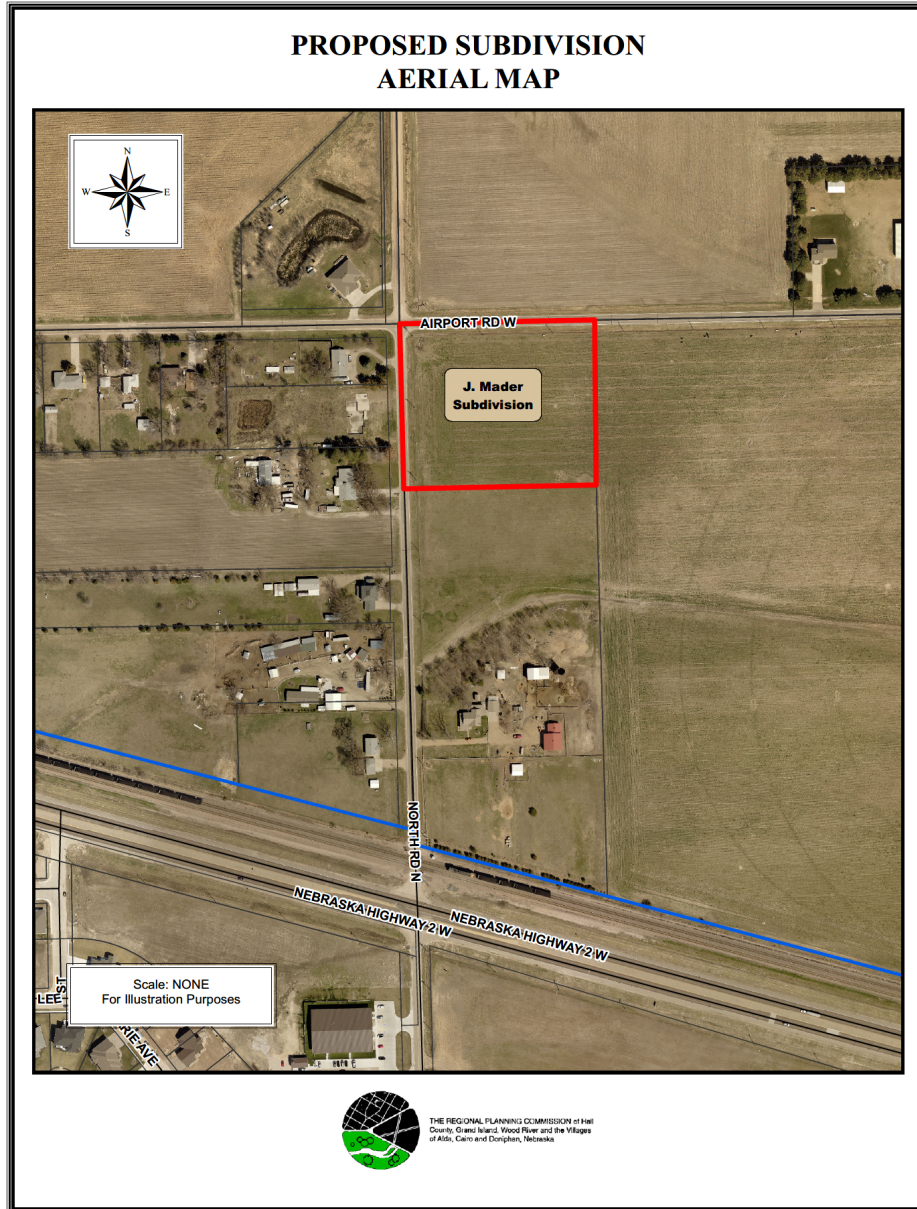 PROPOSED SUBDIVISION
AERIAL MAP
N
W E
S
AIRPORT RD W
J. Mader
Subdivision
NORTH RD N
NEBRASKA HIGHWAY 2 W
NEBRASKA HIGHWAY 2 W
Scale: NONE
For Illustration Purposes
LEE ST
RIE AVE
THE REGIONAL PLANNING COMMISSION of Hall
County, Grand Island, Wood River and the Villages
of Alda, Cairo and Doniphan, Nebraska